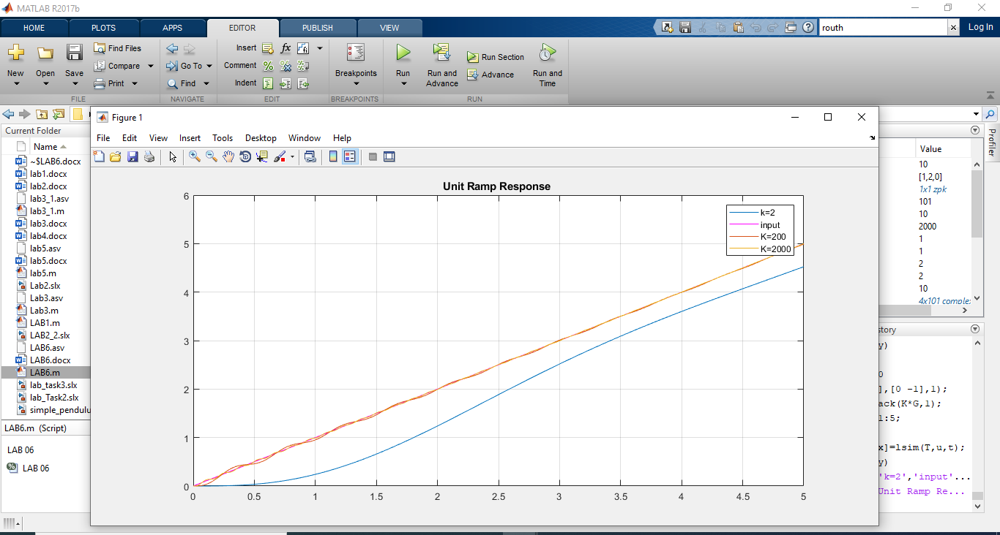 MATLAB R2017b
HOME PLOTS APPS EDITOR PUBLISH VIEW routh Log In
New Open Save Find Files Compare Print
FILE
Go To Find
NAVIGATE
Insert fx
Comment
Indent
EDIT
Breakpoints
BREAKPOINTS
Run Run and Advance Run Section Advance Run and Time
RUN
Current Folder
Name
~$LAB6.docx
lab1.docx
lab2.docx
lab3_1.asv
lab3_1.m
lab3.docx
lab4.docx
lab5.asv
lab5.docx
lab5.m
Lab2.slx
Lab3.asv
Lab3.m
LAB1.m
LAB2_2.slx
LAB6.asv
LAB6.docx
LAB6.m
lab_task3.slx
lab_Task2.slx
simple_pendulu
LAB6.m (Script)
LAB 06
LAB 06
Figure 1
File Edit View Insert Tools Desktop Window Help
Unit Ramp Response
6
5
4
3
2
1
0
0 0.5 1 1.5 2 2.5 3 3.5 4 4.5 5
k=2
input
K=200
K=2000
Profiler
Value
10
[1,2,0]
1x1 zpk
101
10
2000
1
1
2
2
10
4x101 complex
tory
y)
0
],[0 -1],1);
ack(K*G,1);
1:5;
x]=lsim(T,u,t);
y)
'k=2','input'...
Unit Ramp Re...